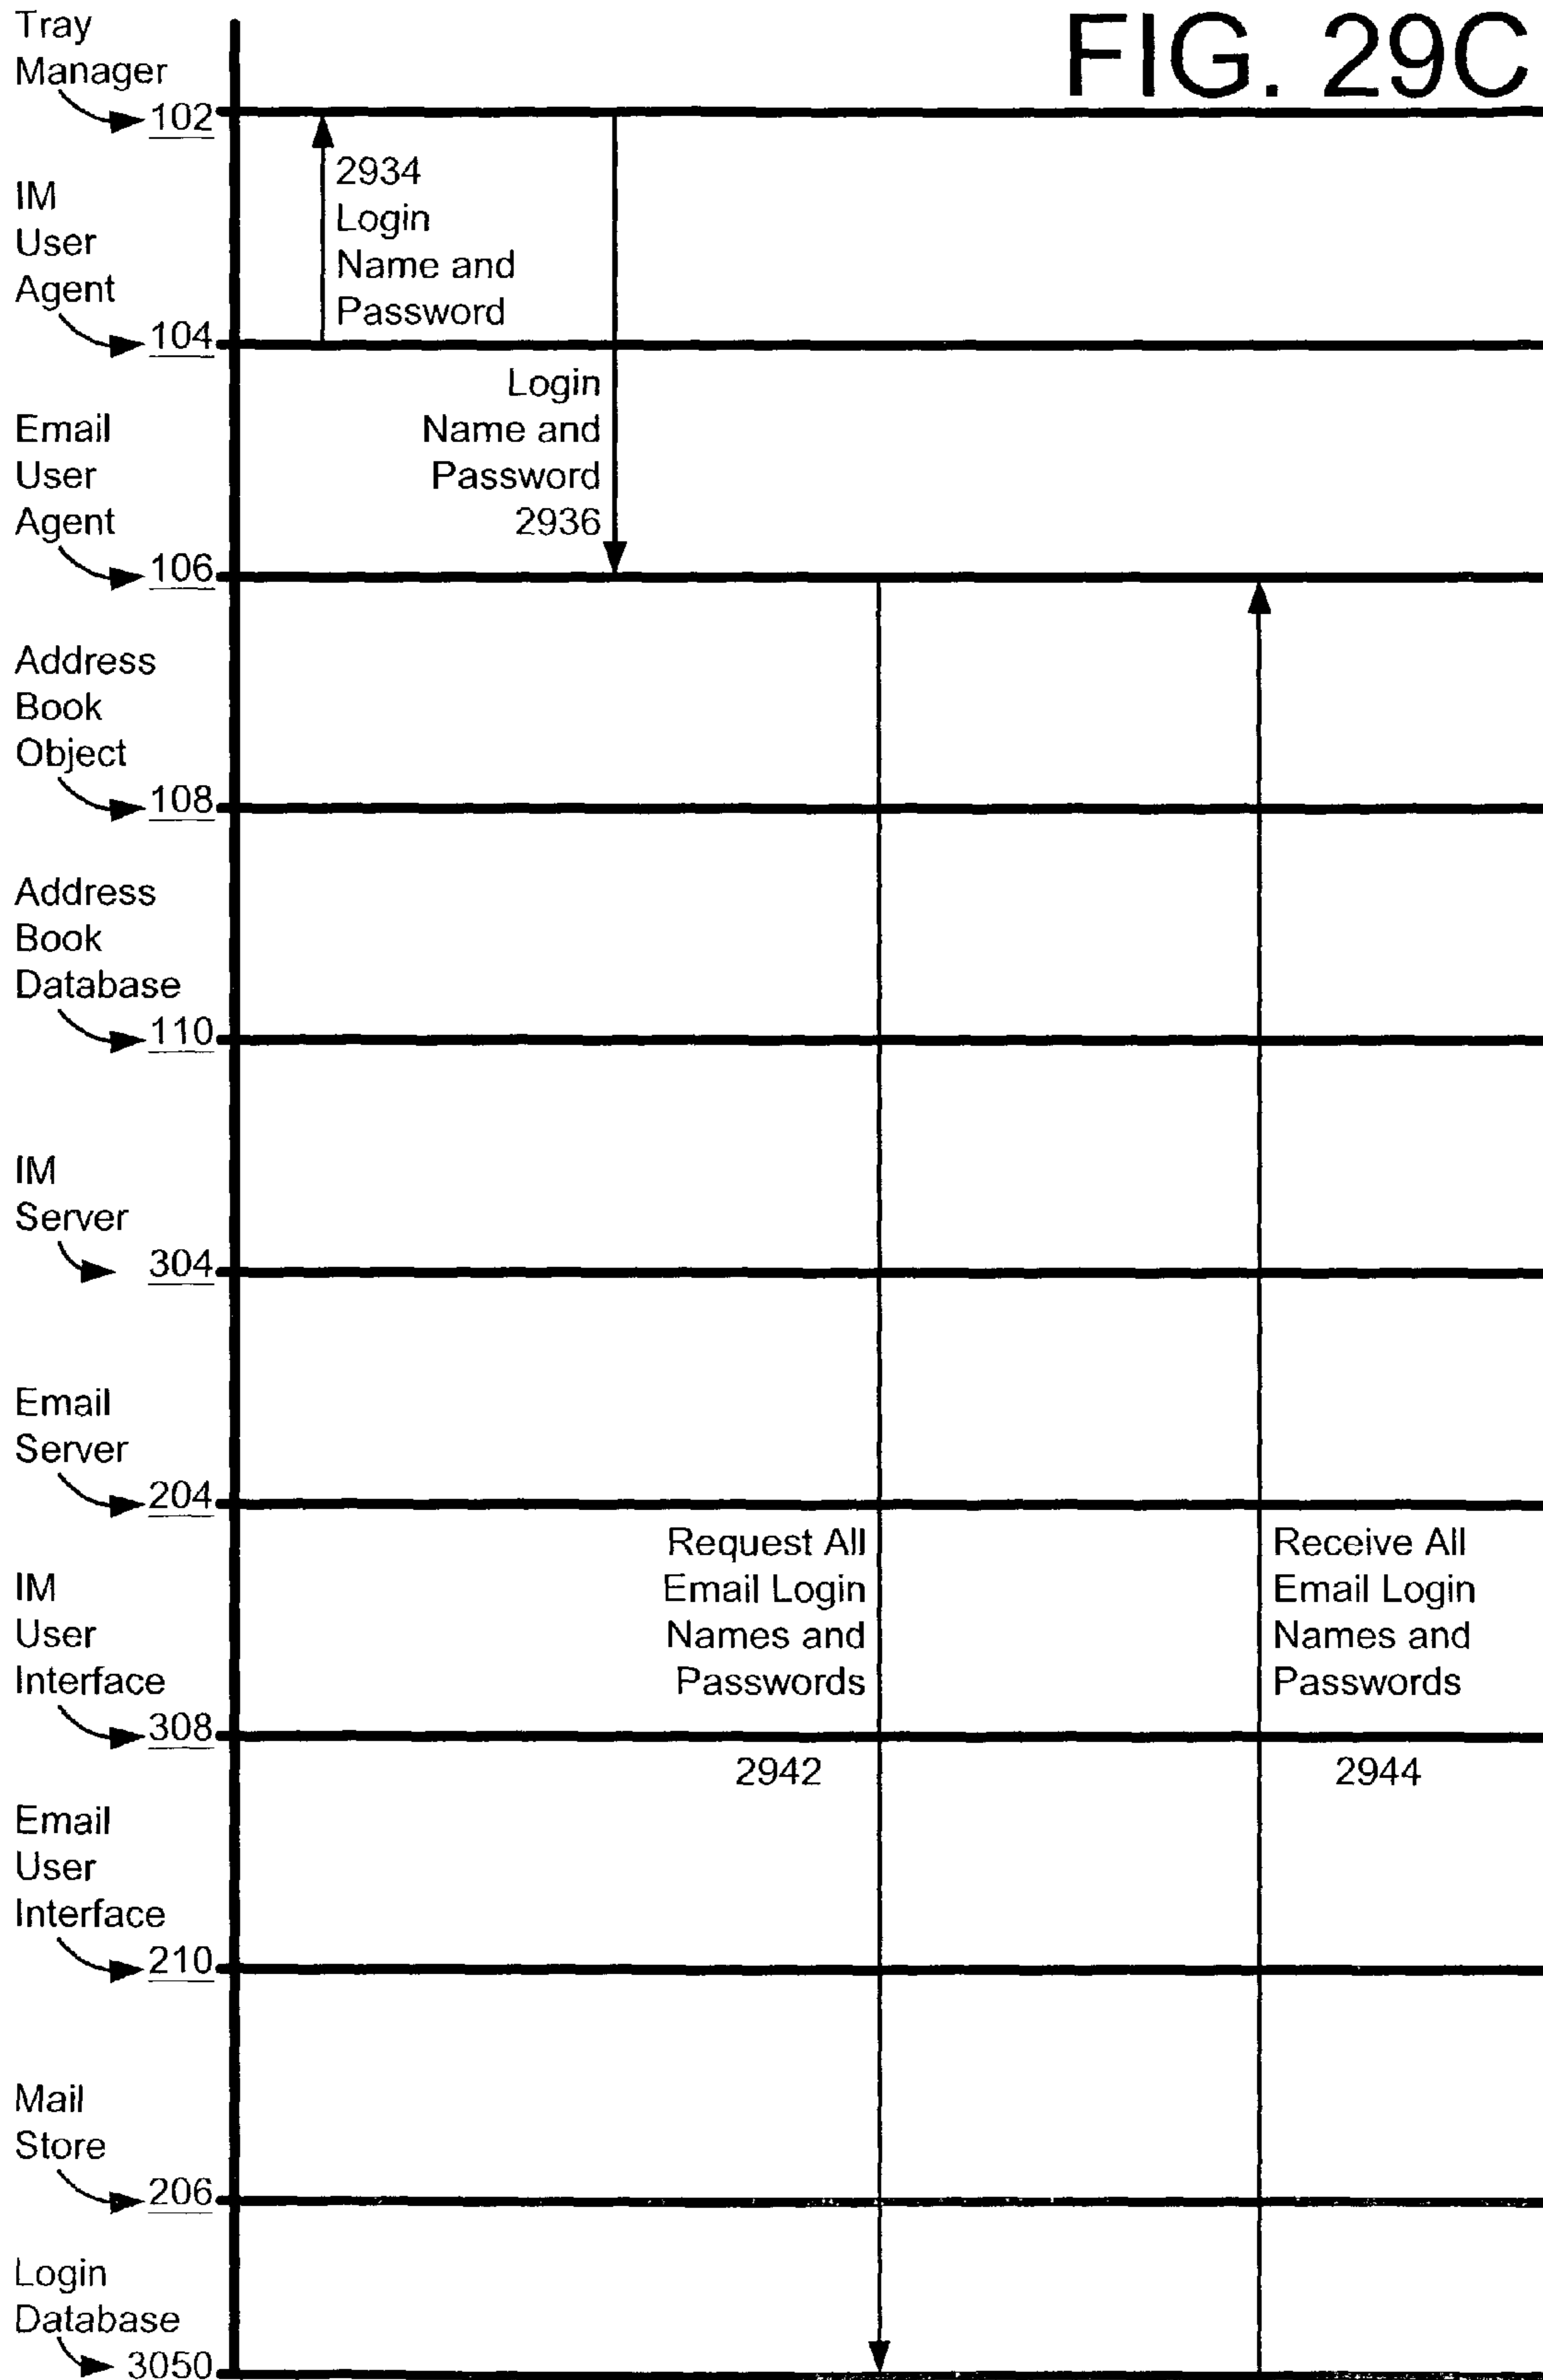 FIG. 29C
Tray
Manager
102
2934
Login
Name and
Password
IM
User
Agent
104
Login
Name and
Password
2936
Email
User
Agent
106
Address
Book
Object
108
Address
Book
Database
110
IM
Server
304
Email
Server
204
Request All
Email Login
Names and
Passwords
2942
Receive All
Email Login
Names and
Passwords
2944
IM
User
Interface
308
Email
User
Interface
210
Mail
Store
206
Login
Database
3050